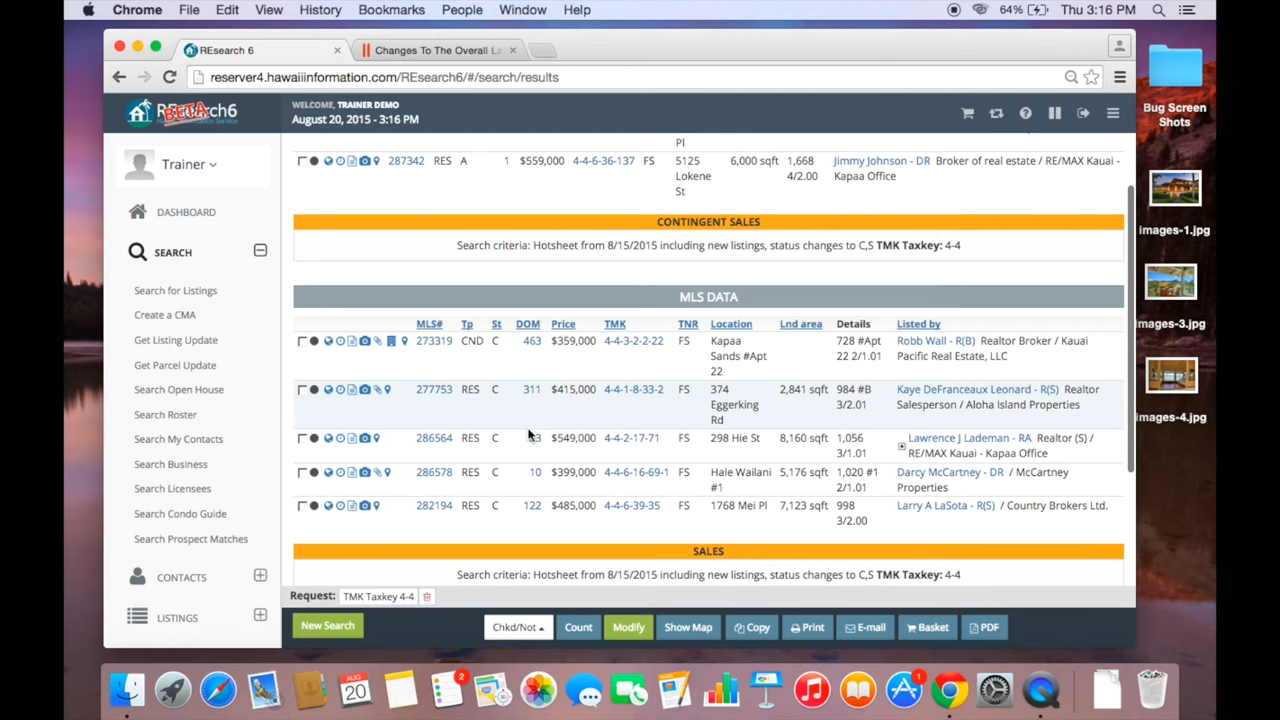 Chrome File Edit View History Bookmarks People Window Help 64% Thu 3:16 PM
REsearch 6 Changes To The Overall La
reserver4.hawaiiinformation.com/REsearch6/#/search/results
REsearch6 BETA
WELCOME, TRAINER DEMO
August 20, 2015 - 3:16 PM
Trainer
DASHBOARD
SEARCH
Search for Listings
Create a CMA
Get Listing Update
Get Parcel Update
Search Open House
Search Roster
Search My Contacts
Search Business
Search Licensees
Search Condo Guide
Search Prospect Matches
CONTACTS
LISTINGS
Pl
287342 RES A 1 $559,000 4-4-6-36-137 FS 5125 6,000 sqft 1,668 Jimmy Johnson - DR Broker of real estate / RE/MAX Kauai -
Lokene 4/2.00 Kapaa Office
St
CONTINGENT SALES
Search criteria: Hotsheet from 8/15/2015 including new listings, status changes to C,S TMK Taxkey: 4-4
MLS DATA
MLS# Tp St DOM Price TMK TNR Location Lnd area Details Listed by
273319 CND C 463 $359,000 4-4-3-2-2-22 FS Kapaa 728 #Apt Robb Wall - R(B) Realtor Broker / Kauai
Sands #Apt 22 2/1.01 Pacific Real Estate, LLC
22
277753 RES C 311 $415,000 4-4-1-8-33-2 FS 374 2,841 sqft 984 #B Kaye DeFranceaux Leonard - R(S) Realtor
Eggerking 3/2.01 Salesperson / Aloha Island Properties
Rd
286564 RES C $549,000 4-4-2-17-71 FS 298 Hie St 8,160 sqft 1,056 Lawrence J Lademan - RA Realtor (S) /
3/1.01 RE/MAX Kauai - Kapaa Office
286578 RES C 10 $399,000 4-4-6-16-69-1 FS Hale Wailani 5,176 sqft 1,020 #1 Darcy McCartney - DR / McCartney
#1 2/1.01 Properties
282194 RES C 122 $485,000 4-4-6-39-35 FS 1768 Mei Pl 7,123 sqft 998 Larry A LaSota - R(S) / Country Brokers Ltd.
3/2.00
SALES
Search criteria: Hotsheet from 8/15/2015 including new listings, status changes to C,S TMK Taxkey: 4-4
Request: TMK Taxkey 4-4
New Search Chkd/Not Count Modify Show Map Copy Print E-mail Basket PDF
Bug Screen
Shots
images-1.jpg
images-3.jpg
images-4.jpg
AUG
20
2
1